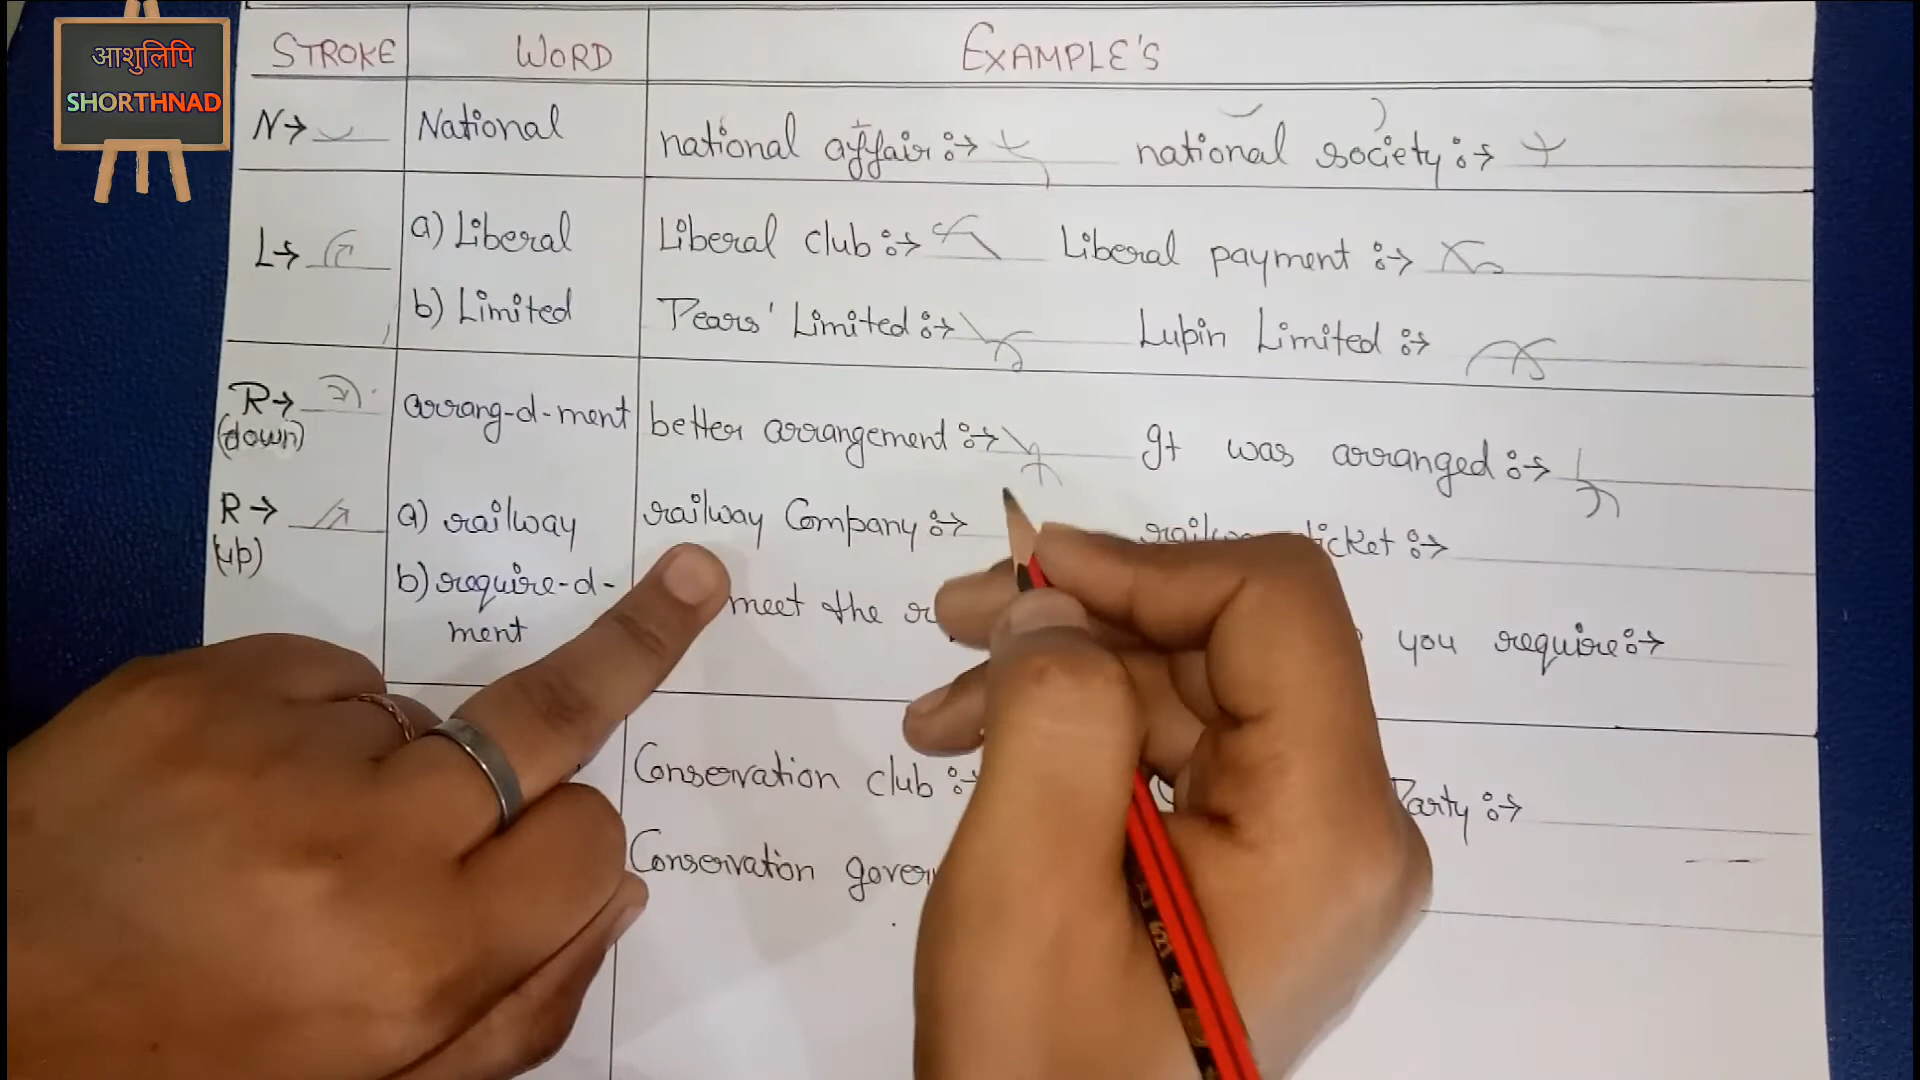 आशुलिपि
SHORTHNAD
STROKE WORD EXAMPLE'S
N→ National national affair :→ national society :→
L→ a) Liberal Liberal club :→ Liberal payment :→
b) Limited Pears' Limited :→ Lupin Limited :→
R→ (down) arrang-d-ment better arrangement :→ It was arranged :→
R→ (up) a) railway railway Company :→
b) require-d-ment meet the you require :→
Conservation club :→ Party :→
Conservation